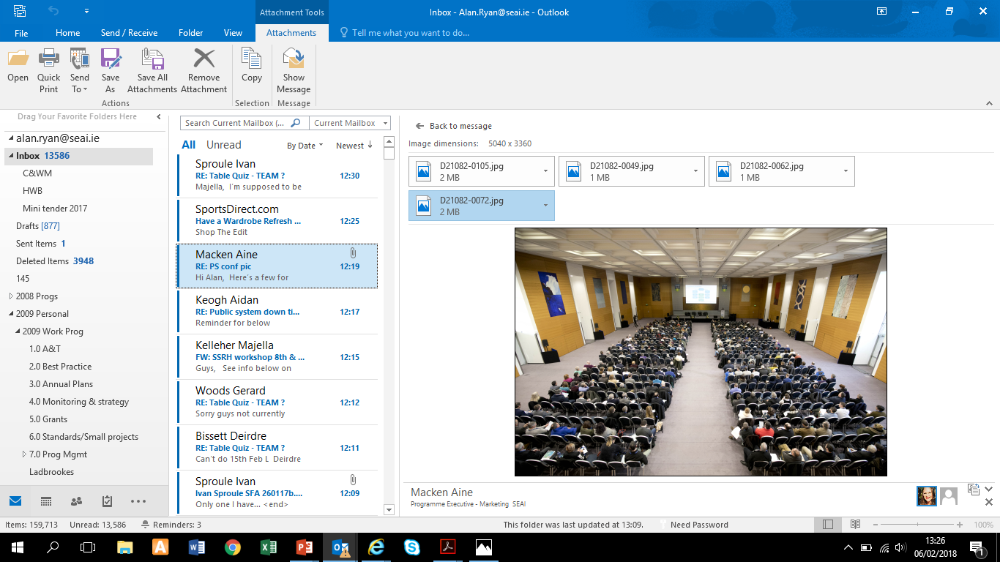 Attachment Tools
Inbox - Alan.Ryan@seai.ie - Outlook
File Home Send / Receive Folder View Attachments Tell me what you want to do...
Open Quick Print Send To Save As Save All Attachments Remove Attachment Copy Show Message
Actions Selection Message
Drag Your Favorite Folders Here
alan.ryan@seai.ie
Inbox 13586
C&WM
HWB
Mini tender 2017
Drafts [877]
Sent Items 1
Deleted Items 3948
145
2008 Progs
2009 Personal
2009 Work Prog
1.0 A&T
2.0 Best Practice
3.0 Annual Plans
4.0 Monitoring & strategy
5.0 Grants
6.0 Standards/Small projects
7.0 Prog Mgmt
Ladbrookes
Search Current Mailbox (... Current Mailbox
All Unread By Date Newest
Sproule Ivan
RE: Table Quiz - TEAM ? 12:30
Majella, I'm supposed to be
SportsDirect.com
Have a Wardrobe Refresh ... 12:25
Shop The Edit
Macken Aine
RE: PS conf pic 12:19
Hi Alan, Here's a few for
Keogh Aidan
RE: Public system down ti... 12:17
Reminder for below
Kelleher Majella
FW: SSRH workshop 8th & ... 12:15
Guys, See info below on
Woods Gerard
RE: Table Quiz - TEAM ? 12:12
Sorry guys not currently
Bissett Deirdre
RE: Table Quiz - TEAM ? 12:11
Can't do 15th Feb L Deirdre
Sproule Ivan
Ivan Sproule SFA 260117b.... 12:09
Only one I have... <end>
Back to message
Image dimensions: 5040 x 3360
D21082-0105.jpg
2 MB
D21082-0049.jpg
1 MB
D21082-0062.jpg
1 MB
D21082-0072.jpg
2 MB
Macken Aine
Programme Executive - Marketing SEAI
Items: 159,713 Unread: 13,586 Reminders: 3 This folder was last updated at 13:09. Need Password 100%
13:26
06/02/2018
1